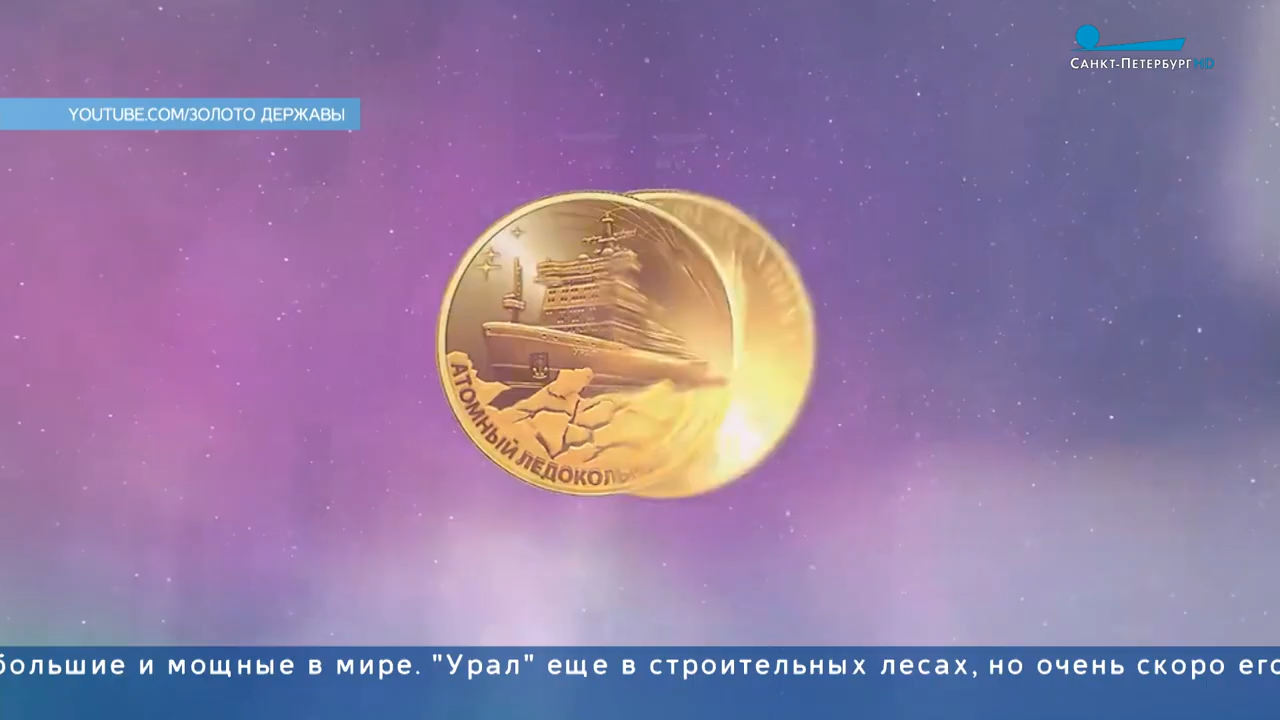 САНКТ-ПЕТЕРБУРГ HD
YOUTUBE.COM/ЗОЛОТО ДЕРЖАВЫ
АТОМНЫЙ ЛЕДОКОЛ
большие и мощные в мире. "Урал" еще в строительных лесах, но очень скоро его